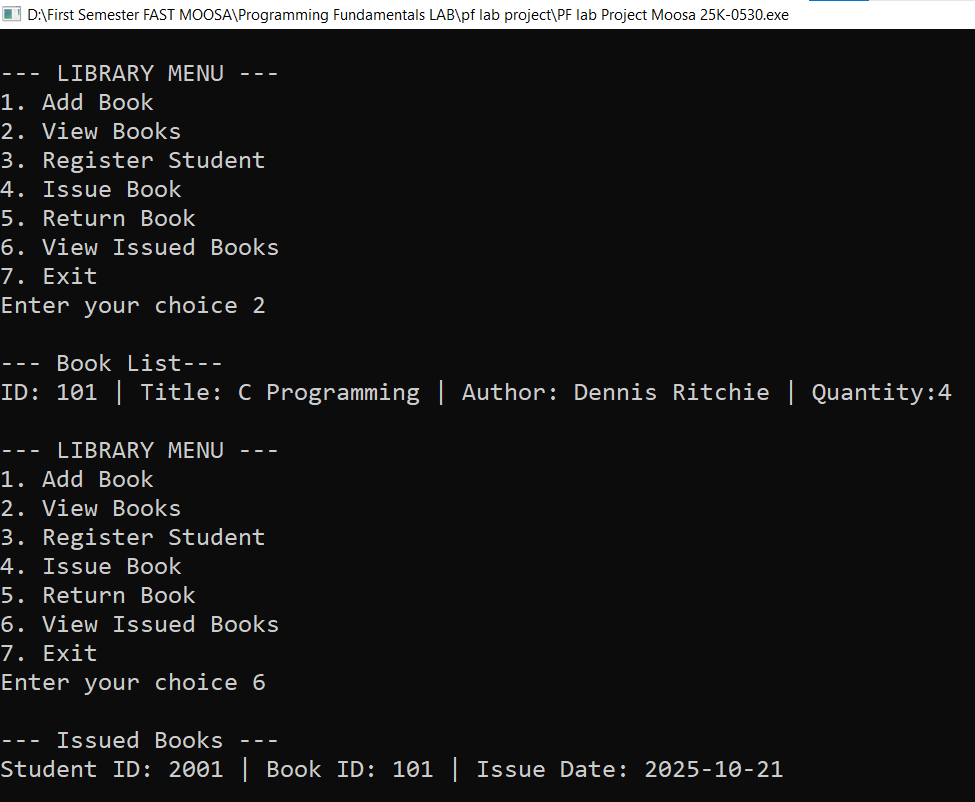 D:\First Semester FAST MOOSA\Programming Fundamentals LAB\pf lab project\PF lab Project Moosa 25K-0530.exe
--- LIBRARY MENU ---
1. Add Book
2. View Books
3. Register Student
4. Issue Book
5. Return Book
6. View Issued Books
7. Exit
Enter your choice 2
--- Book List---
ID: 101 | Title: C Programming | Author: Dennis Ritchie | Quantity:4
--- LIBRARY MENU ---
1. Add Book
2. View Books
3. Register Student
4. Issue Book
5. Return Book
6. View Issued Books
7. Exit
Enter your choice 6
--- Issued Books ---
Student ID: 2001 | Book ID: 101 | Issue Date: 2025-10-21